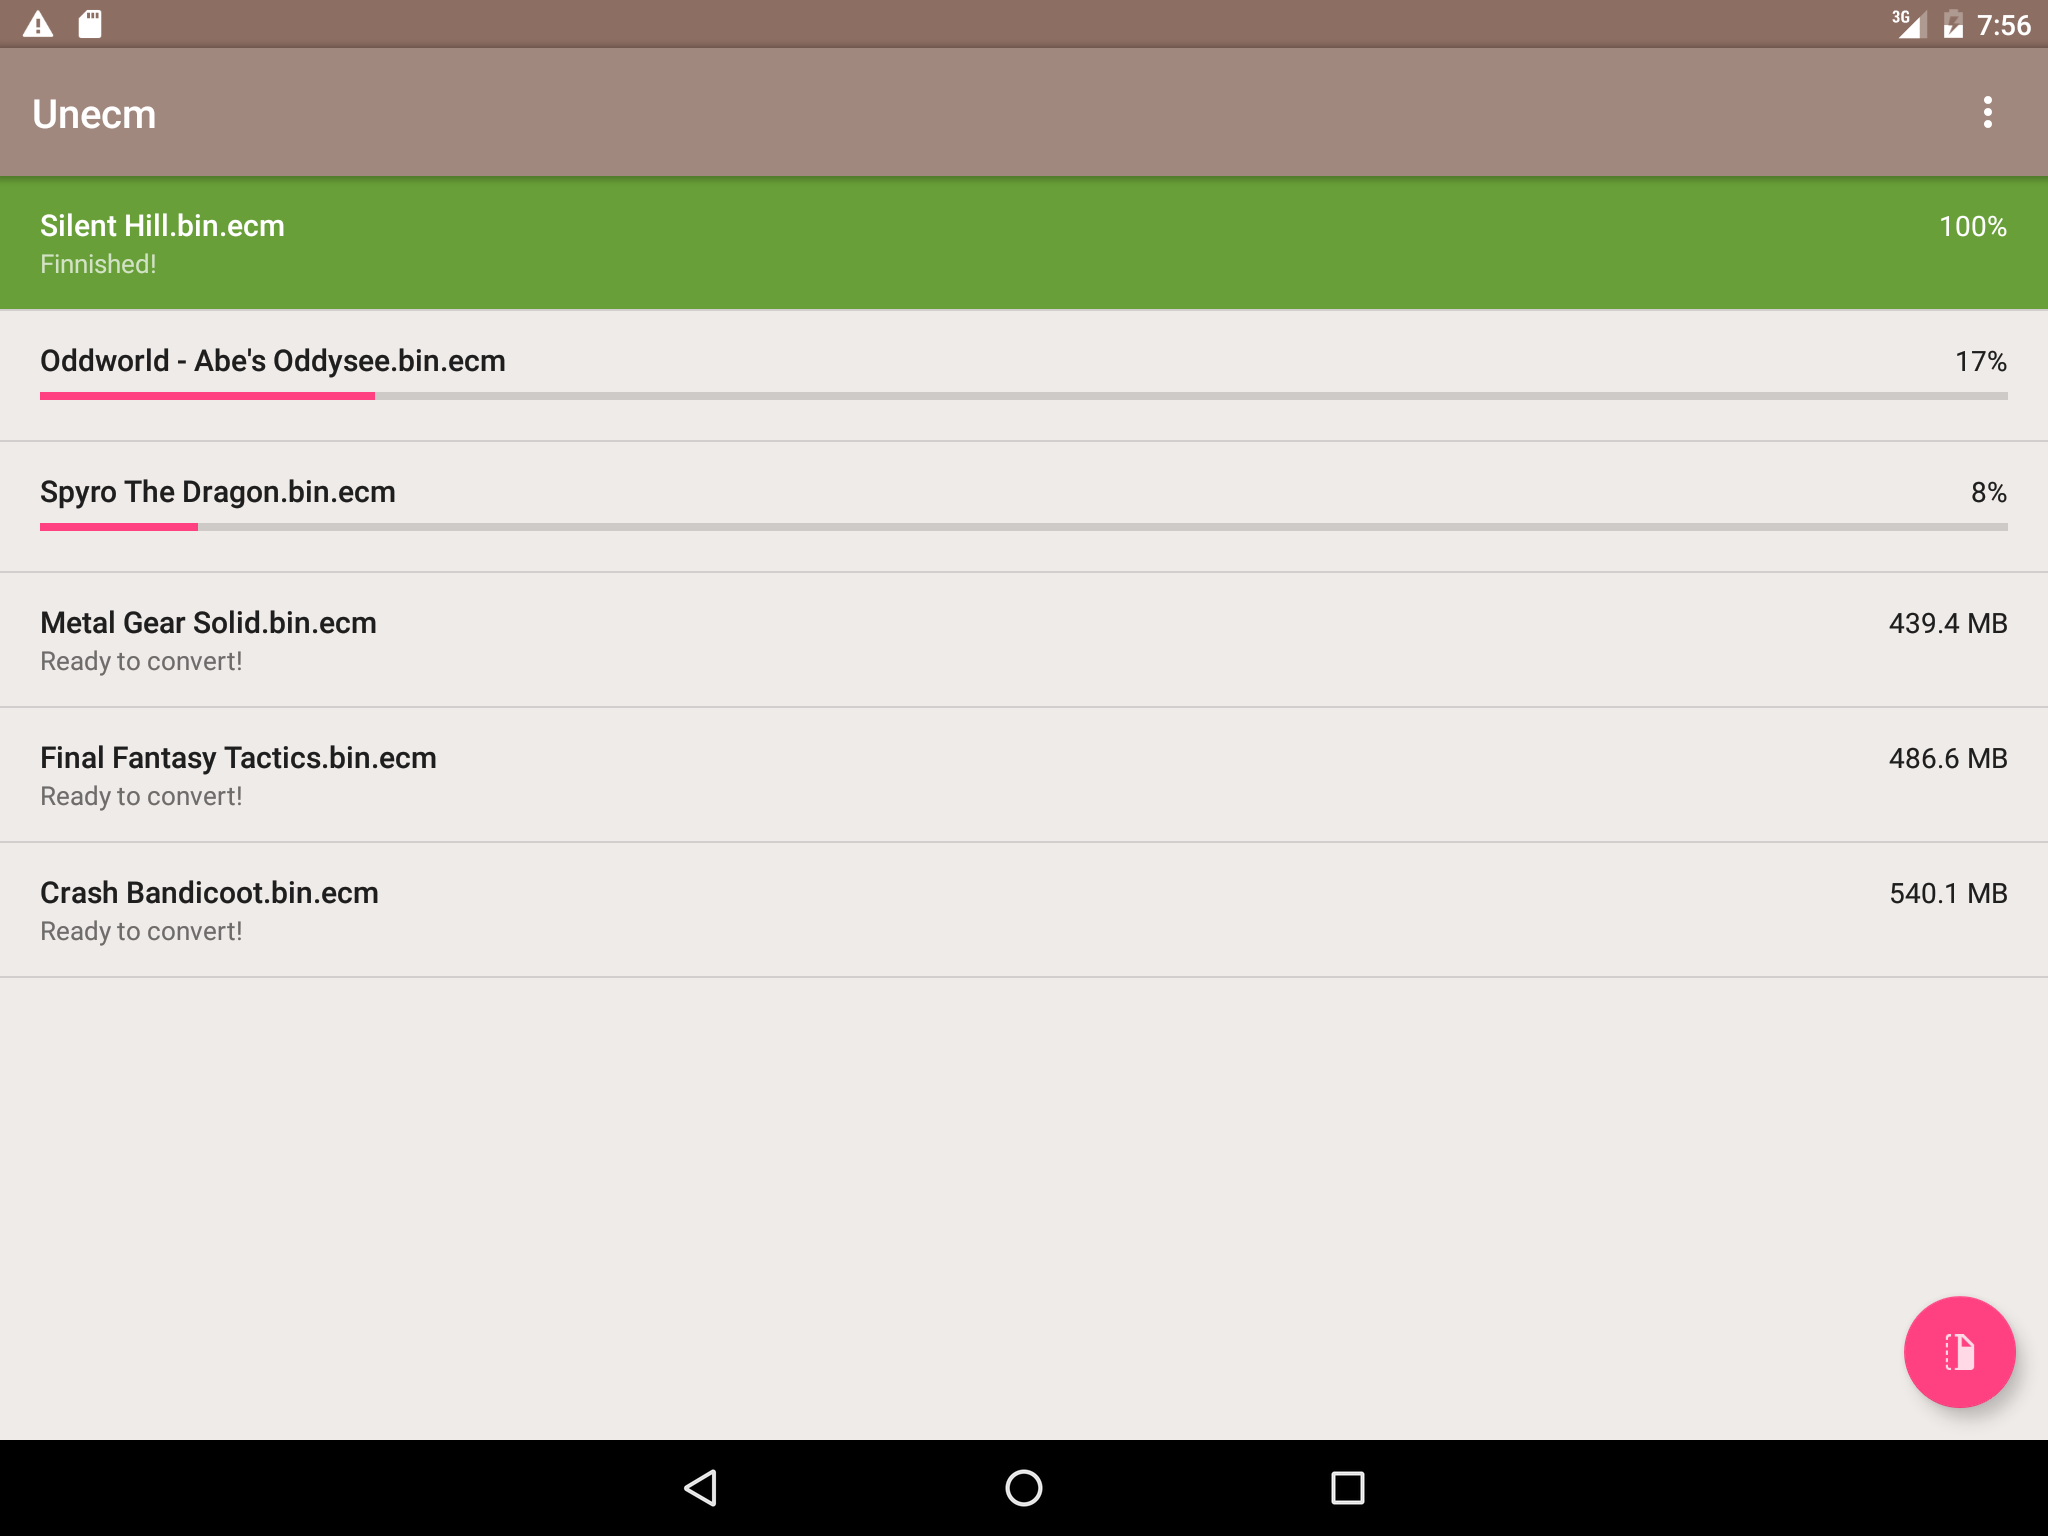 3G 7:56
Unecm
Silent Hill.bin.ecm 100%
Finnished!
Oddworld - Abe's Oddysee.bin.ecm 17%
Spyro The Dragon.bin.ecm 8%
Metal Gear Solid.bin.ecm 439.4 MB
Ready to convert!
Final Fantasy Tactics.bin.ecm 486.6 MB
Ready to convert!
Crash Bandicoot.bin.ecm 540.1 MB
Ready to convert!